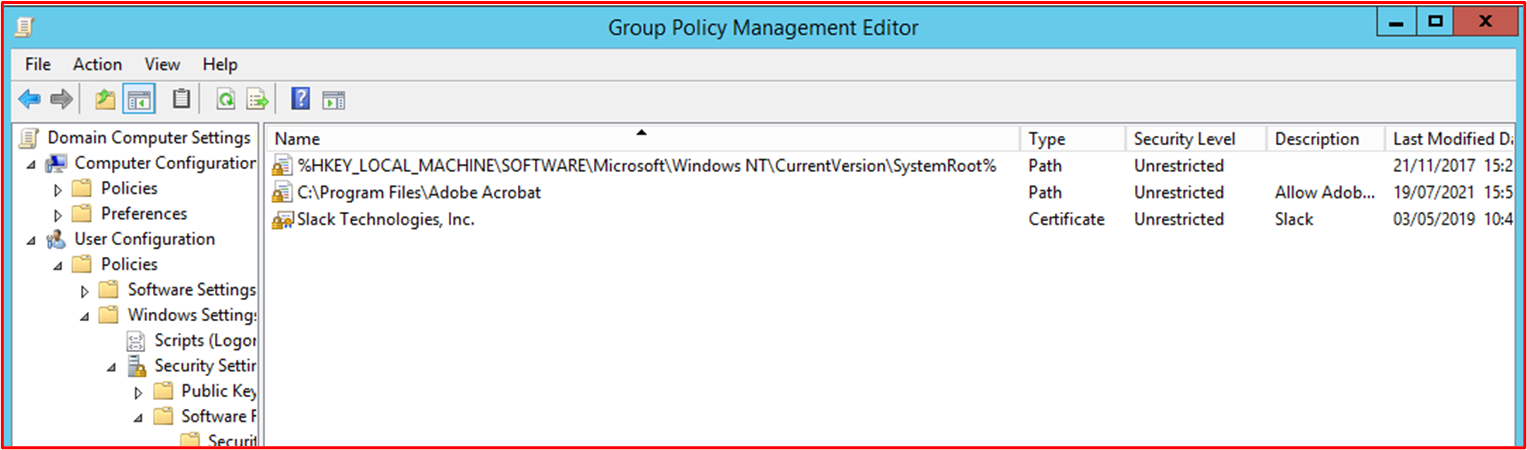 Group Policy Management Editor
File Action View Help
Domain Computer Settings
Computer Configuration
Policies
Preferences
User Configuration
Policies
Software Settings
Windows Setting
Scripts (Logor
Security Settir
Public Key
Software F
Securit
Name Type Security Level Description Last Modified Da
%HKEY_LOCAL_MACHINE\SOFTWARE\Microsoft\Windows NT\CurrentVersion\SystemRoot% Path Unrestricted 21/11/2017 15:2
C:\Program Files\Adobe Acrobat Path Unrestricted Allow Adob... 19/07/2021 15:5
Slack Technologies, Inc. Certificate Unrestricted Slack 03/05/2019 10:4